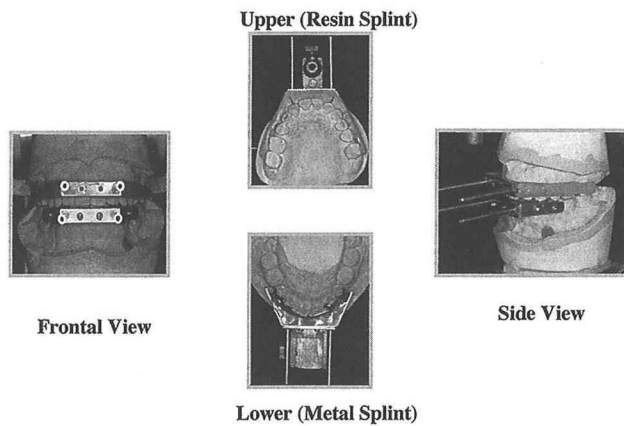 Upper (Resin Splint)
Frontal View
Side View
Lower (Metal Splint)